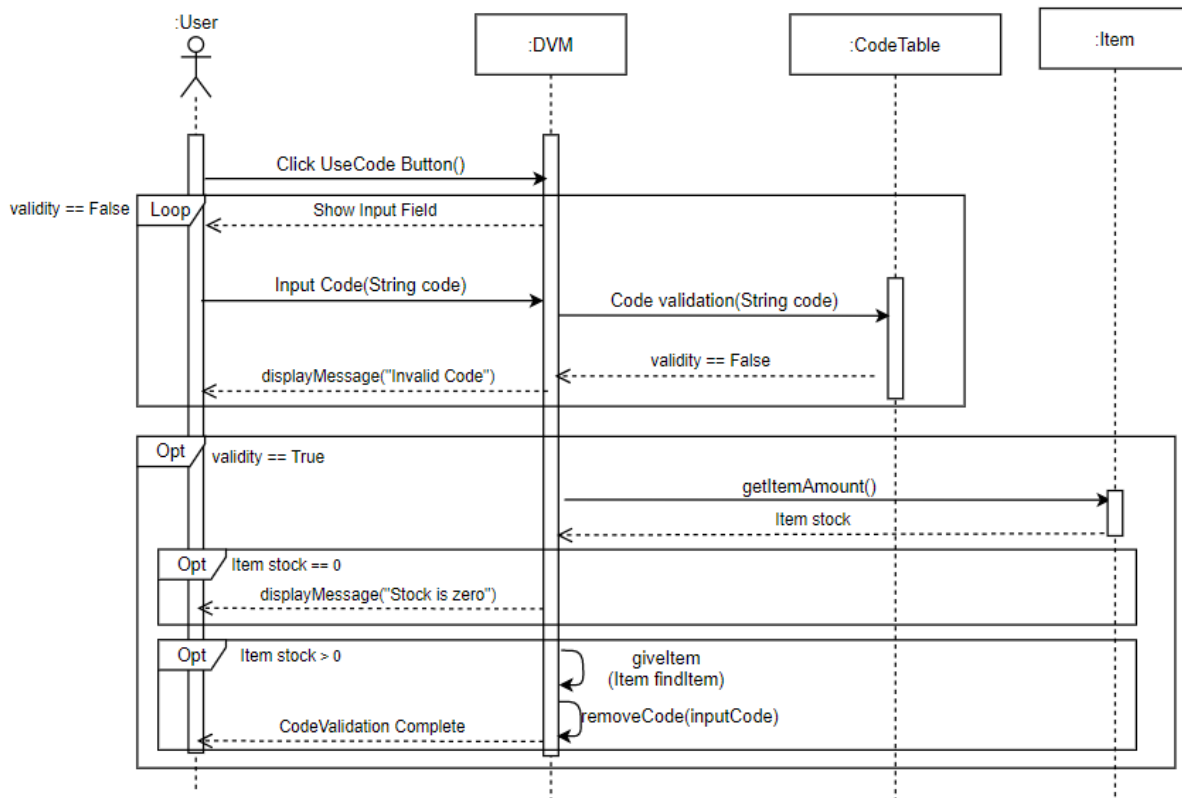 :User
:DVM
:CodeTable
:Item
Click UseCode Button()
validity == False
Loop
Show Input Field
Input Code(String code)
Code validation(String code)
validity == False
displayMessage("Invalid Code")
Opt
validity == True
getItemAmount()
Item stock
Opt
Item stock == 0
displayMessage("Stock is zero")
Opt
Item stock > 0
giveItem
(Item findItem)
removeCode(inputCode)
CodeValidation Complete